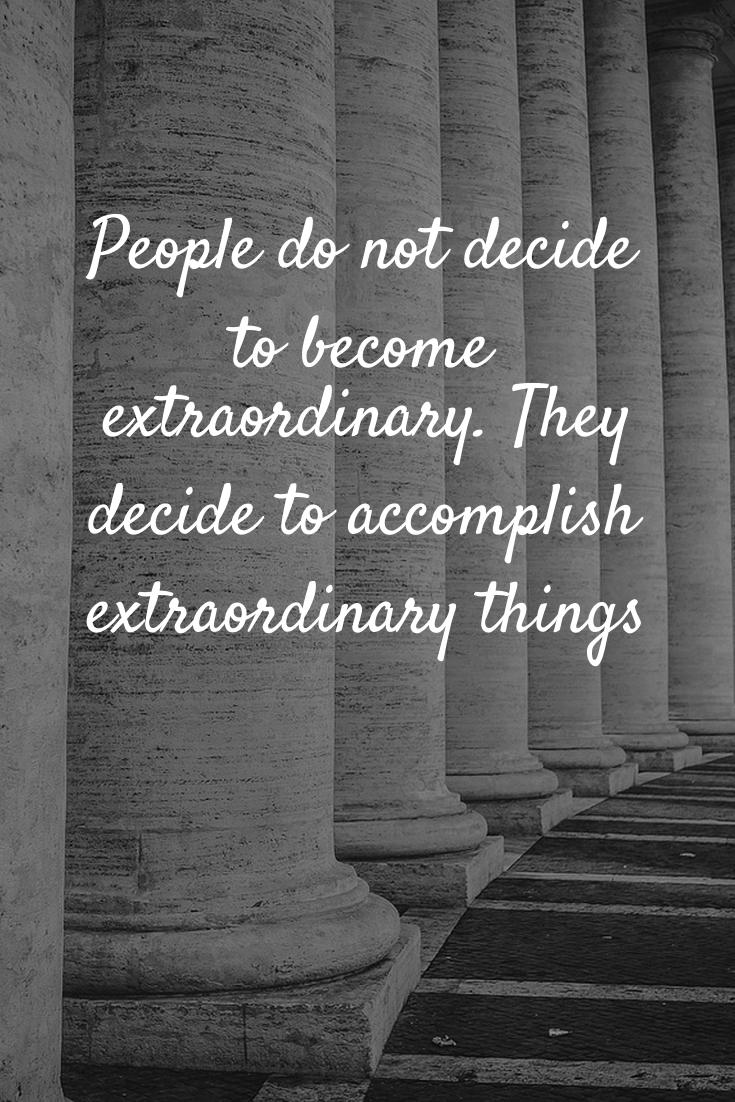 People do not decide
to become
extraordinary. They
decide to accomplish
extraordinary things